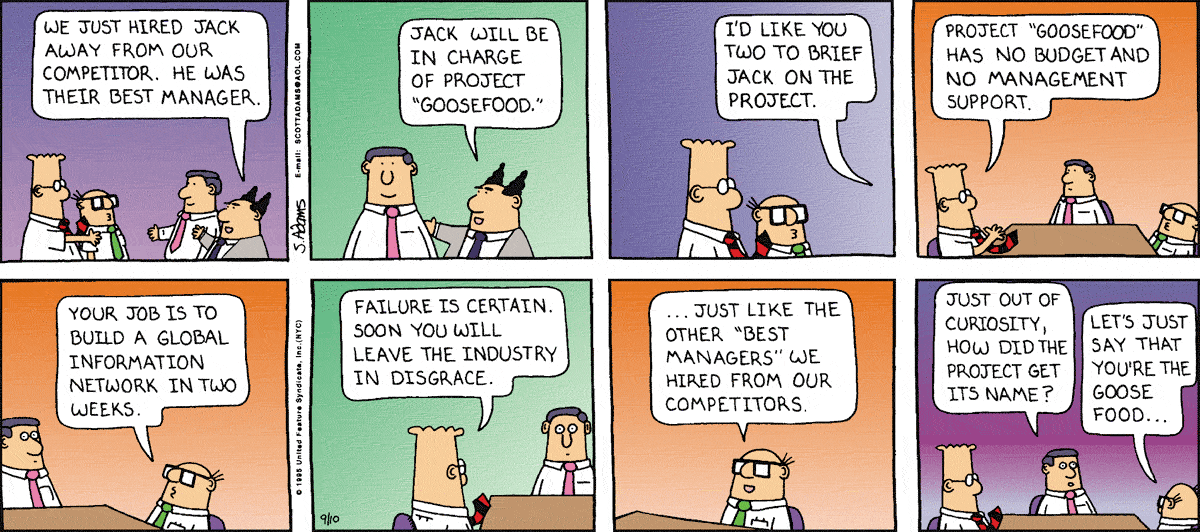 WE JUST HIRED JACK
AWAY FROM OUR
COMPETITOR. HE WAS
THEIR BEST MANAGER.
E-mail: SCOTTADAMS@AOL.COM
S. ADAMS
JACK WILL BE
IN CHARGE
OF PROJECT
"GOOSEFOOD."
I'D LIKE YOU
TWO TO BRIEF
JACK ON THE
PROJECT.
PROJECT "GOOSEFOOD"
HAS NO BUDGET AND
NO MANAGEMENT
SUPPORT.
YOUR JOB IS TO
BUILD A GLOBAL
INFORMATION
NETWORK IN TWO
WEEKS.
© 1995 United Feature Syndicate, Inc.(NYC)
FAILURE IS CERTAIN.
SOON YOU WILL
LEAVE THE INDUSTRY
IN DISGRACE.
9/10
...JUST LIKE THE
OTHER "BEST
MANAGERS" WE
HIRED FROM OUR
COMPETITORS.
JUST OUT OF
CURIOSITY,
HOW DID THE
PROJECT GET
ITS NAME?
LET'S JUST
SAY THAT
YOU'RE THE
GOOSE
FOOD...